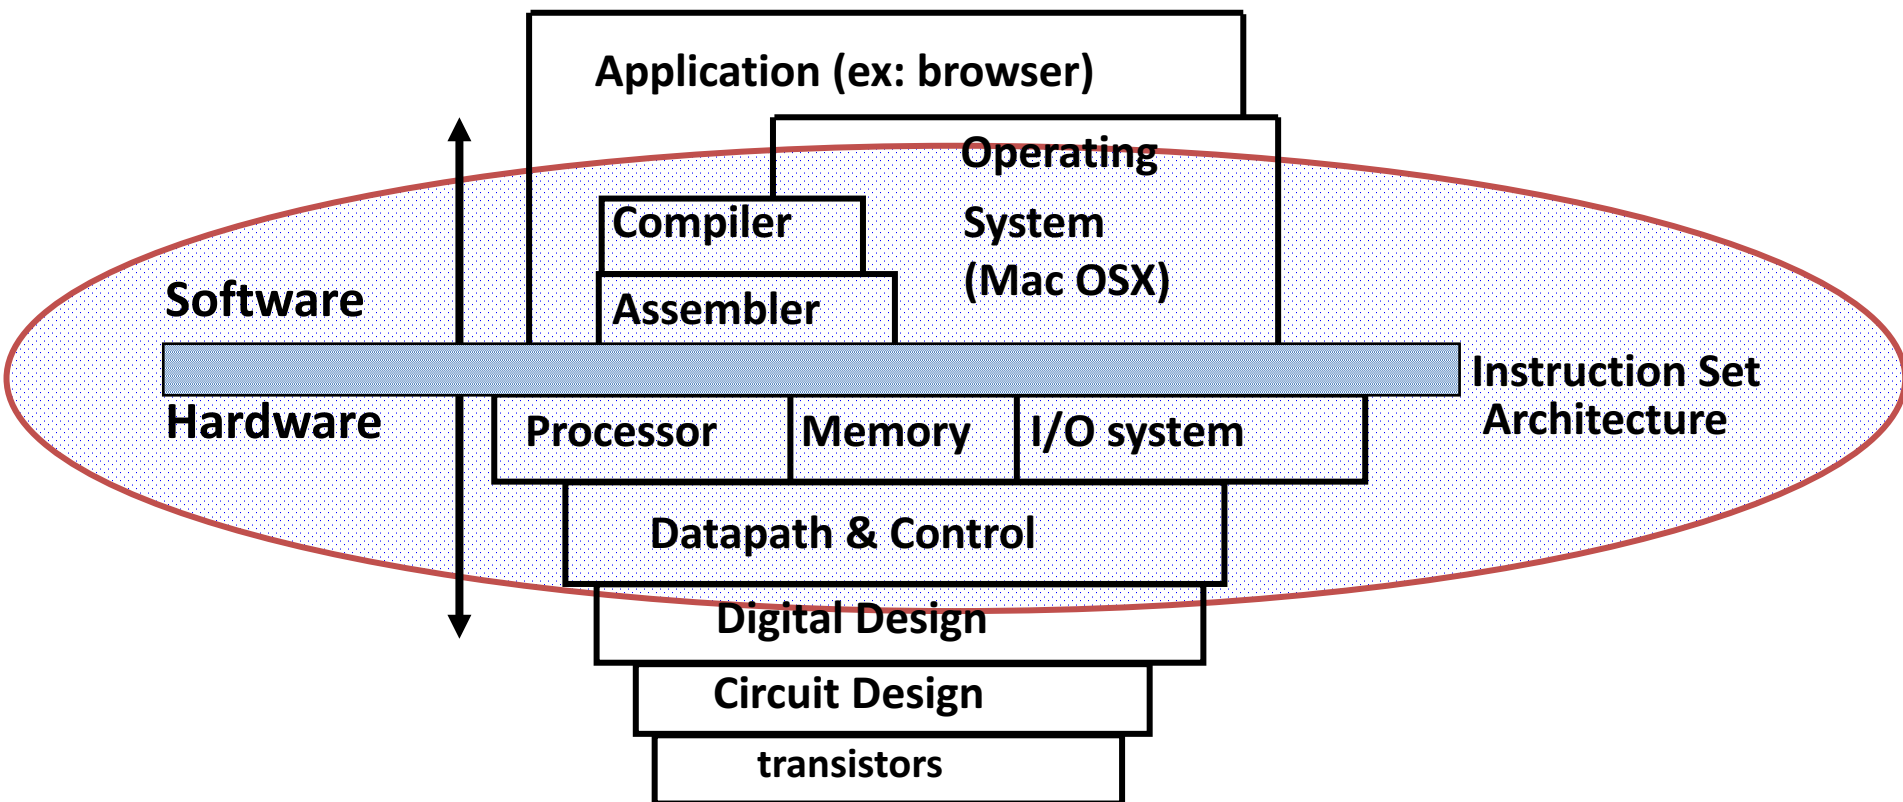 Application (ex: browser)
Operating
Compiler
System
(Mac OSX)
Software
Assembler
Instruction Set
Architecture
Hardware
Processor
Memory
I/O system
Datapath & Control
Digital Design
Circuit Design
transistors